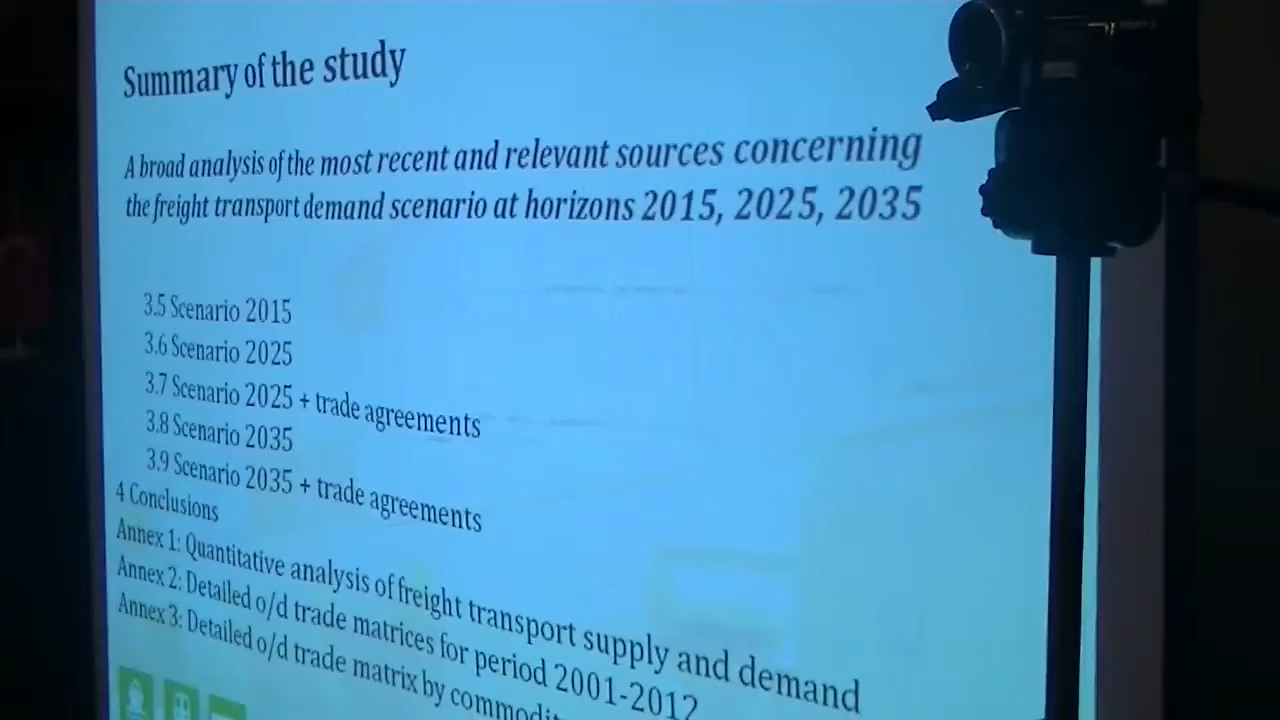 Summary of the study
A broad analysis of the most recent and relevant sources concerning
the freight transport demand scenario at horizons 2015, 2025, 2035
3.5 Scenario 2015
3.6 Scenario 2025
3.7 Scenario 2025 + trade agreements
3.8 Scenario 2035
3.9 Scenario 2035 + trade agreements
4 Conclusions
Annex 1: Quantitative analysis of freight transport supply and demand
Annex 2: Detailed o/d trade matrices for period 2001-2012
Annex 3: Detailed o/d trade matrix by